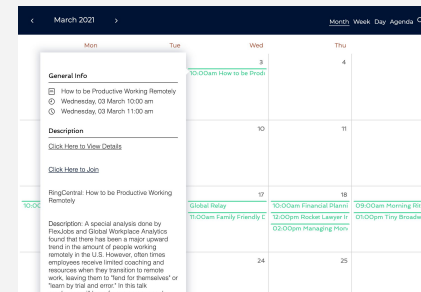 ‹ March 2021 ›
Month Week Day Agenda
Mon Tue Wed Thu
3 4
10:00am How to be Produ
General Info
How to be Productive Working Remotely
Wednesday, 03 March 10:00 am
Wednesday, 03 March 11:00 am
Description
Click Here to View Details
Click Here to Join
10 11
RingCentral: How to be Productive Working
Remotely
17 18
10:00
Global Relay
10:00am Financial Planni
09:00am Morning Rin
11:00am Family Friendly D
12:00pm Rocket Lawyer In
01:00pm Tiny Broadwa
02:00pm Managing Mon
Description: A special analysis done by
FlexJobs and Global Workplace Analytics
found that there has been a major upward
trend in the amount of people working
remotely in the U.S. However, often times
employees receive limited coaching and
resources when they transition to remote
work, leaving them to "fend for themselves" or
"learn by trial and error." In this talk
24 25